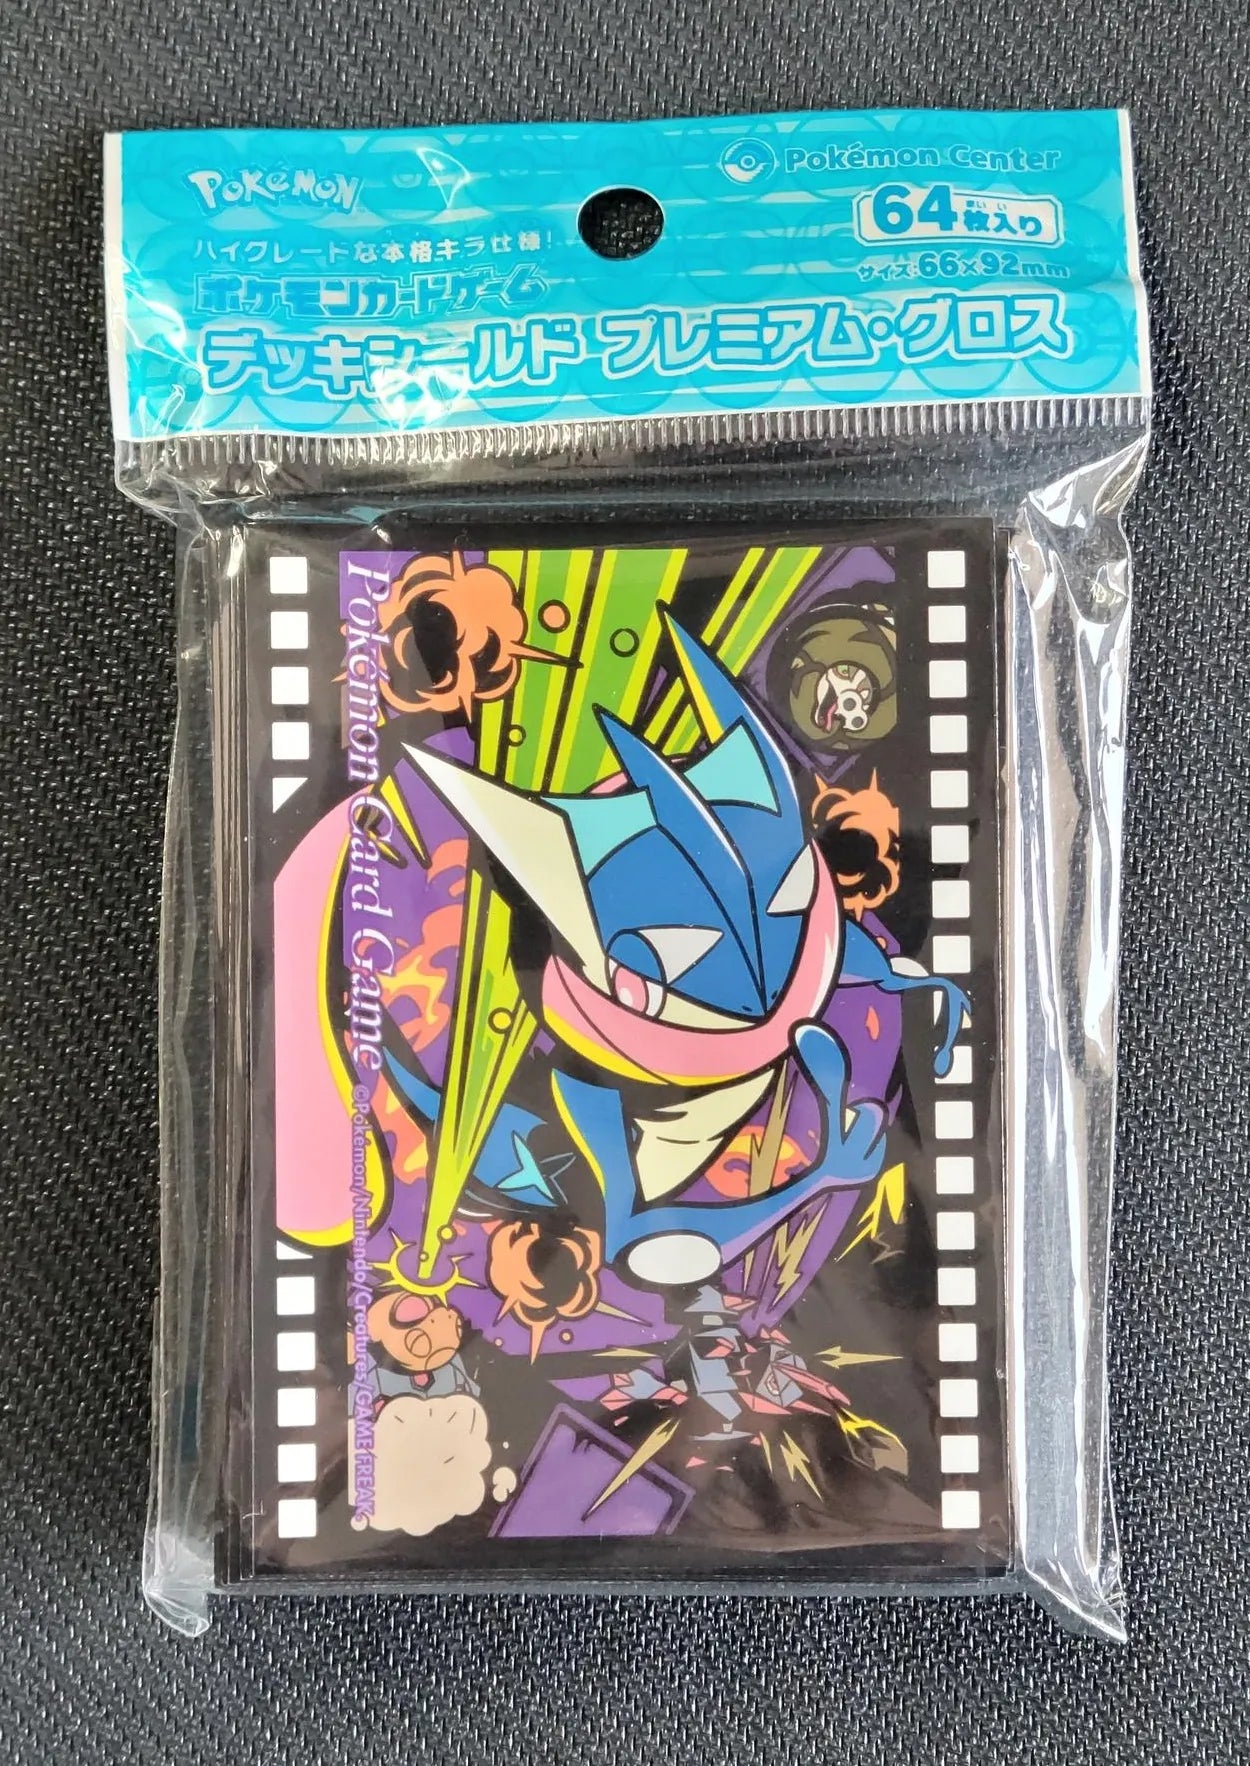 POKéMON
Pokémon Center
64枚入り
まいい
サイズ:66×92mm
ハイグレードな本格キラ仕様!
ポケモンカードゲーム
デッキシールド プレミアム・グロス
Pokémon Card Game
©Pokémon/Nintendo/Creatures/GAME FREAK.